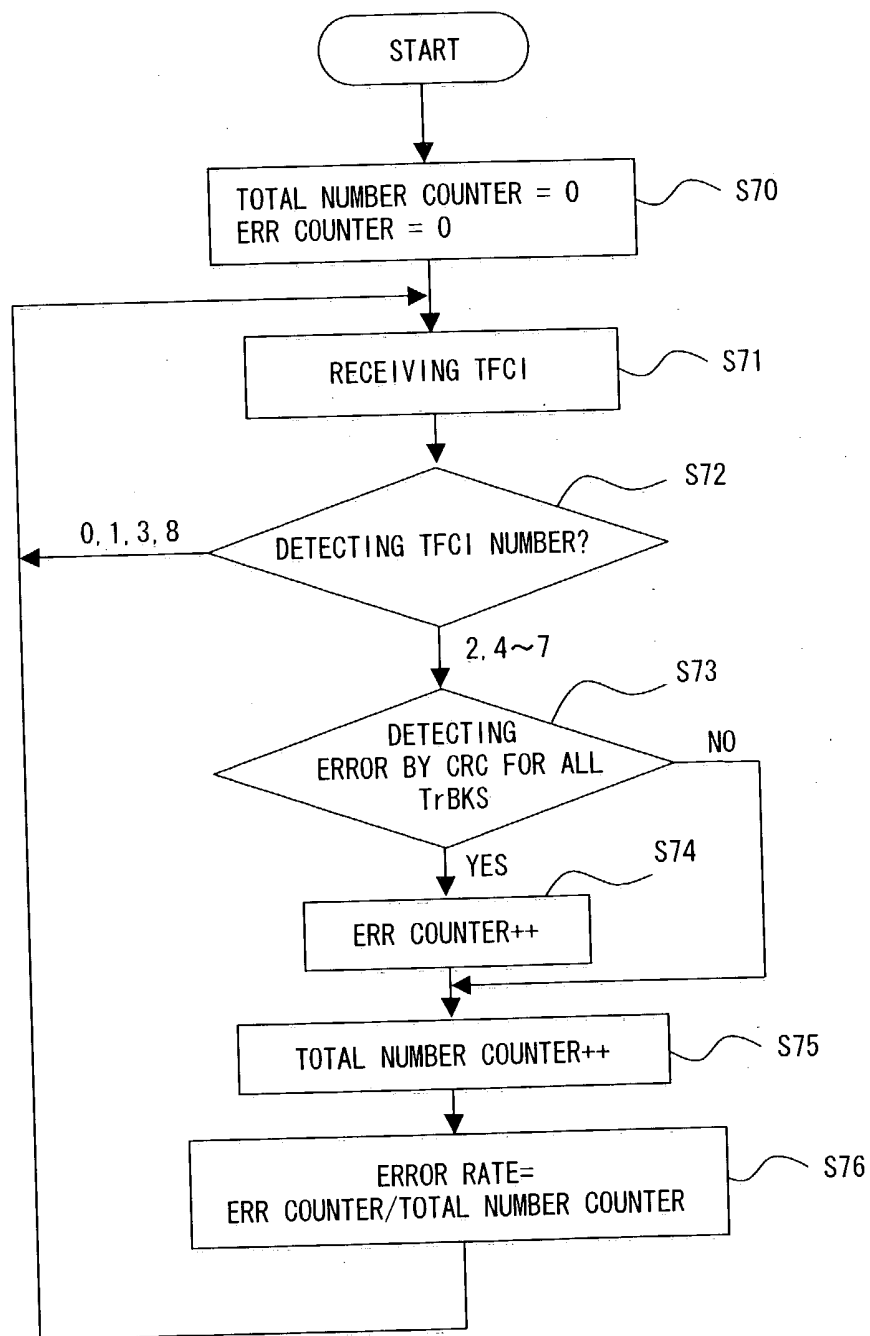 START
TOTAL NUMBER COUNTER = 0
ERR COUNTER = 0
S70
RECEIVING TFCI
S71
S72
0, 1, 3, 8
DETECTING TFCI NUMBER?
2, 4～7
S73
DETECTING
ERROR BY CRC FOR ALL
TrBKS
NO
YES
S74
ERR COUNTER++
TOTAL NUMBER COUNTER++
S75
ERROR RATE=
ERR COUNTER/TOTAL NUMBER COUNTER
S76